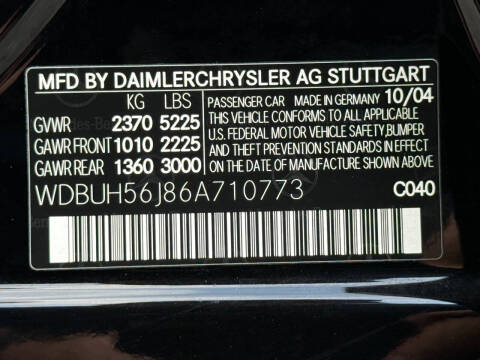 MFD BY DAIMLERCHRYSLER AG STUTTGART
KG LBS
GVWR 2370 5225
GAWR FRONT 1010 2225
GAWR REAR 1360 3000
PASSENGER CAR MADE IN GERMANY 10/04
THIS VEHICLE CONFORMS TO ALL APPLICABLE
U.S. FEDERAL MOTOR VEHICLE SAFETY, BUMPER
AND THEFT PREVENTION STANDARDS IN EFFECT
ON THE DATE OF MANUFACTURE SHOWN ABOVE.
WDBUH56J86A710773
C040